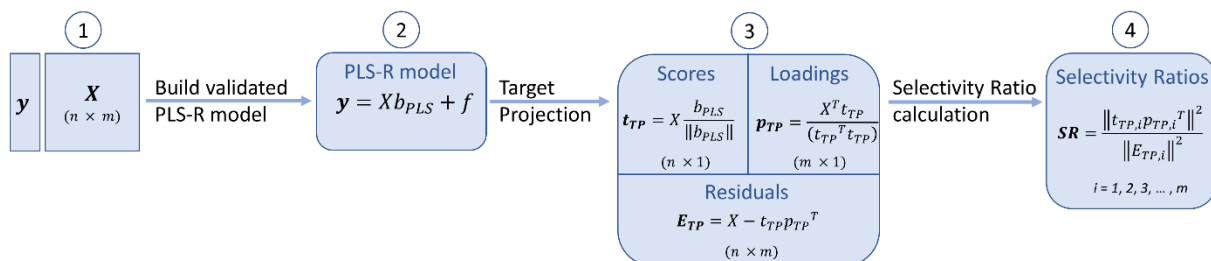 1
y
X
(n × m)
Build validated
PLS-R model
2
PLS-R model
y = Xb_PLS + f
Target
Projection
3
Scores
t_TP = X b_PLS / ‖b_PLS‖
(n × 1)
Loadings
p_TP = X^T t_TP / (t_TP^T t_TP)
(m × 1)
Residuals
E_TP = X − t_TP p_TP^T
(n × m)
Selectivity Ratio
calculation
4
Selectivity Ratios
SR = ‖t_TP,i p_TP,i^T‖^2 / ‖E_TP,i‖^2
i = 1, 2, 3, … , m